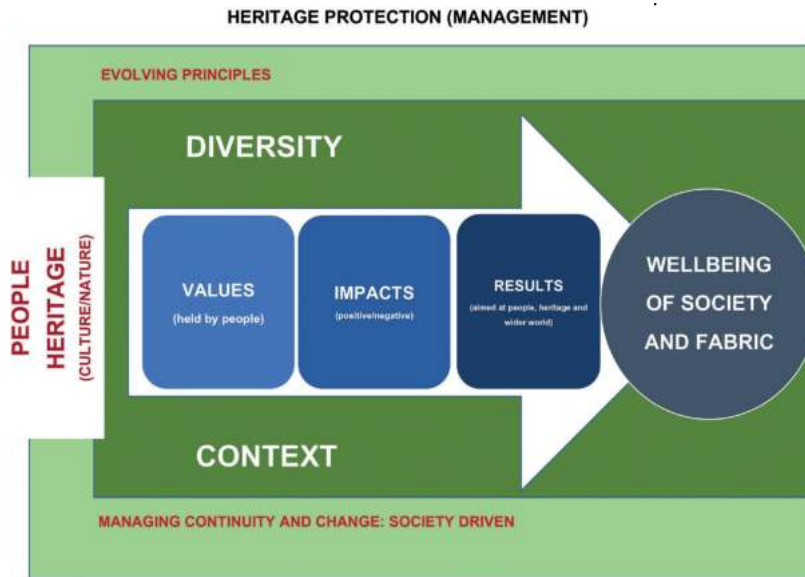 HERITAGE PROTECTION (MANAGEMENT)
EVOLVING PRINCIPLES
DIVERSITY
PEOPLE
HERITAGE
(CULTURE/NATURE)
VALUES
(held by people)
IMPACTS
(positive/negative)
RESULTS
(aimed at people, heritage and
wider world)
WELLBEING
OF SOCIETY
AND FABRIC
CONTEXT
MANAGING CONTINUITY AND CHANGE: SOCIETY DRIVEN